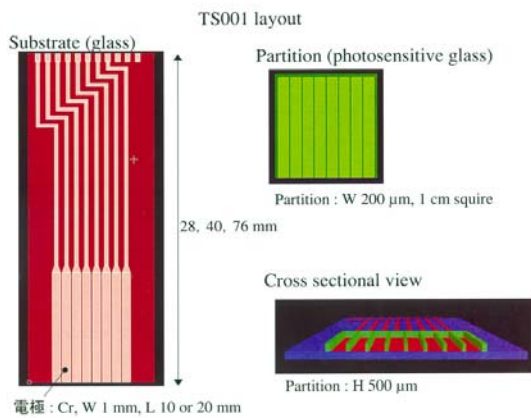 TS001 layout
Substrate (glass)
Partition (photosensitive glass)
Partition : W 200 µm, 1 cm squire
28, 40, 76 mm
Cross sectional view
Partition : H 500 µm
電極 : Cr, W 1 mm, L 10 or 20 mm